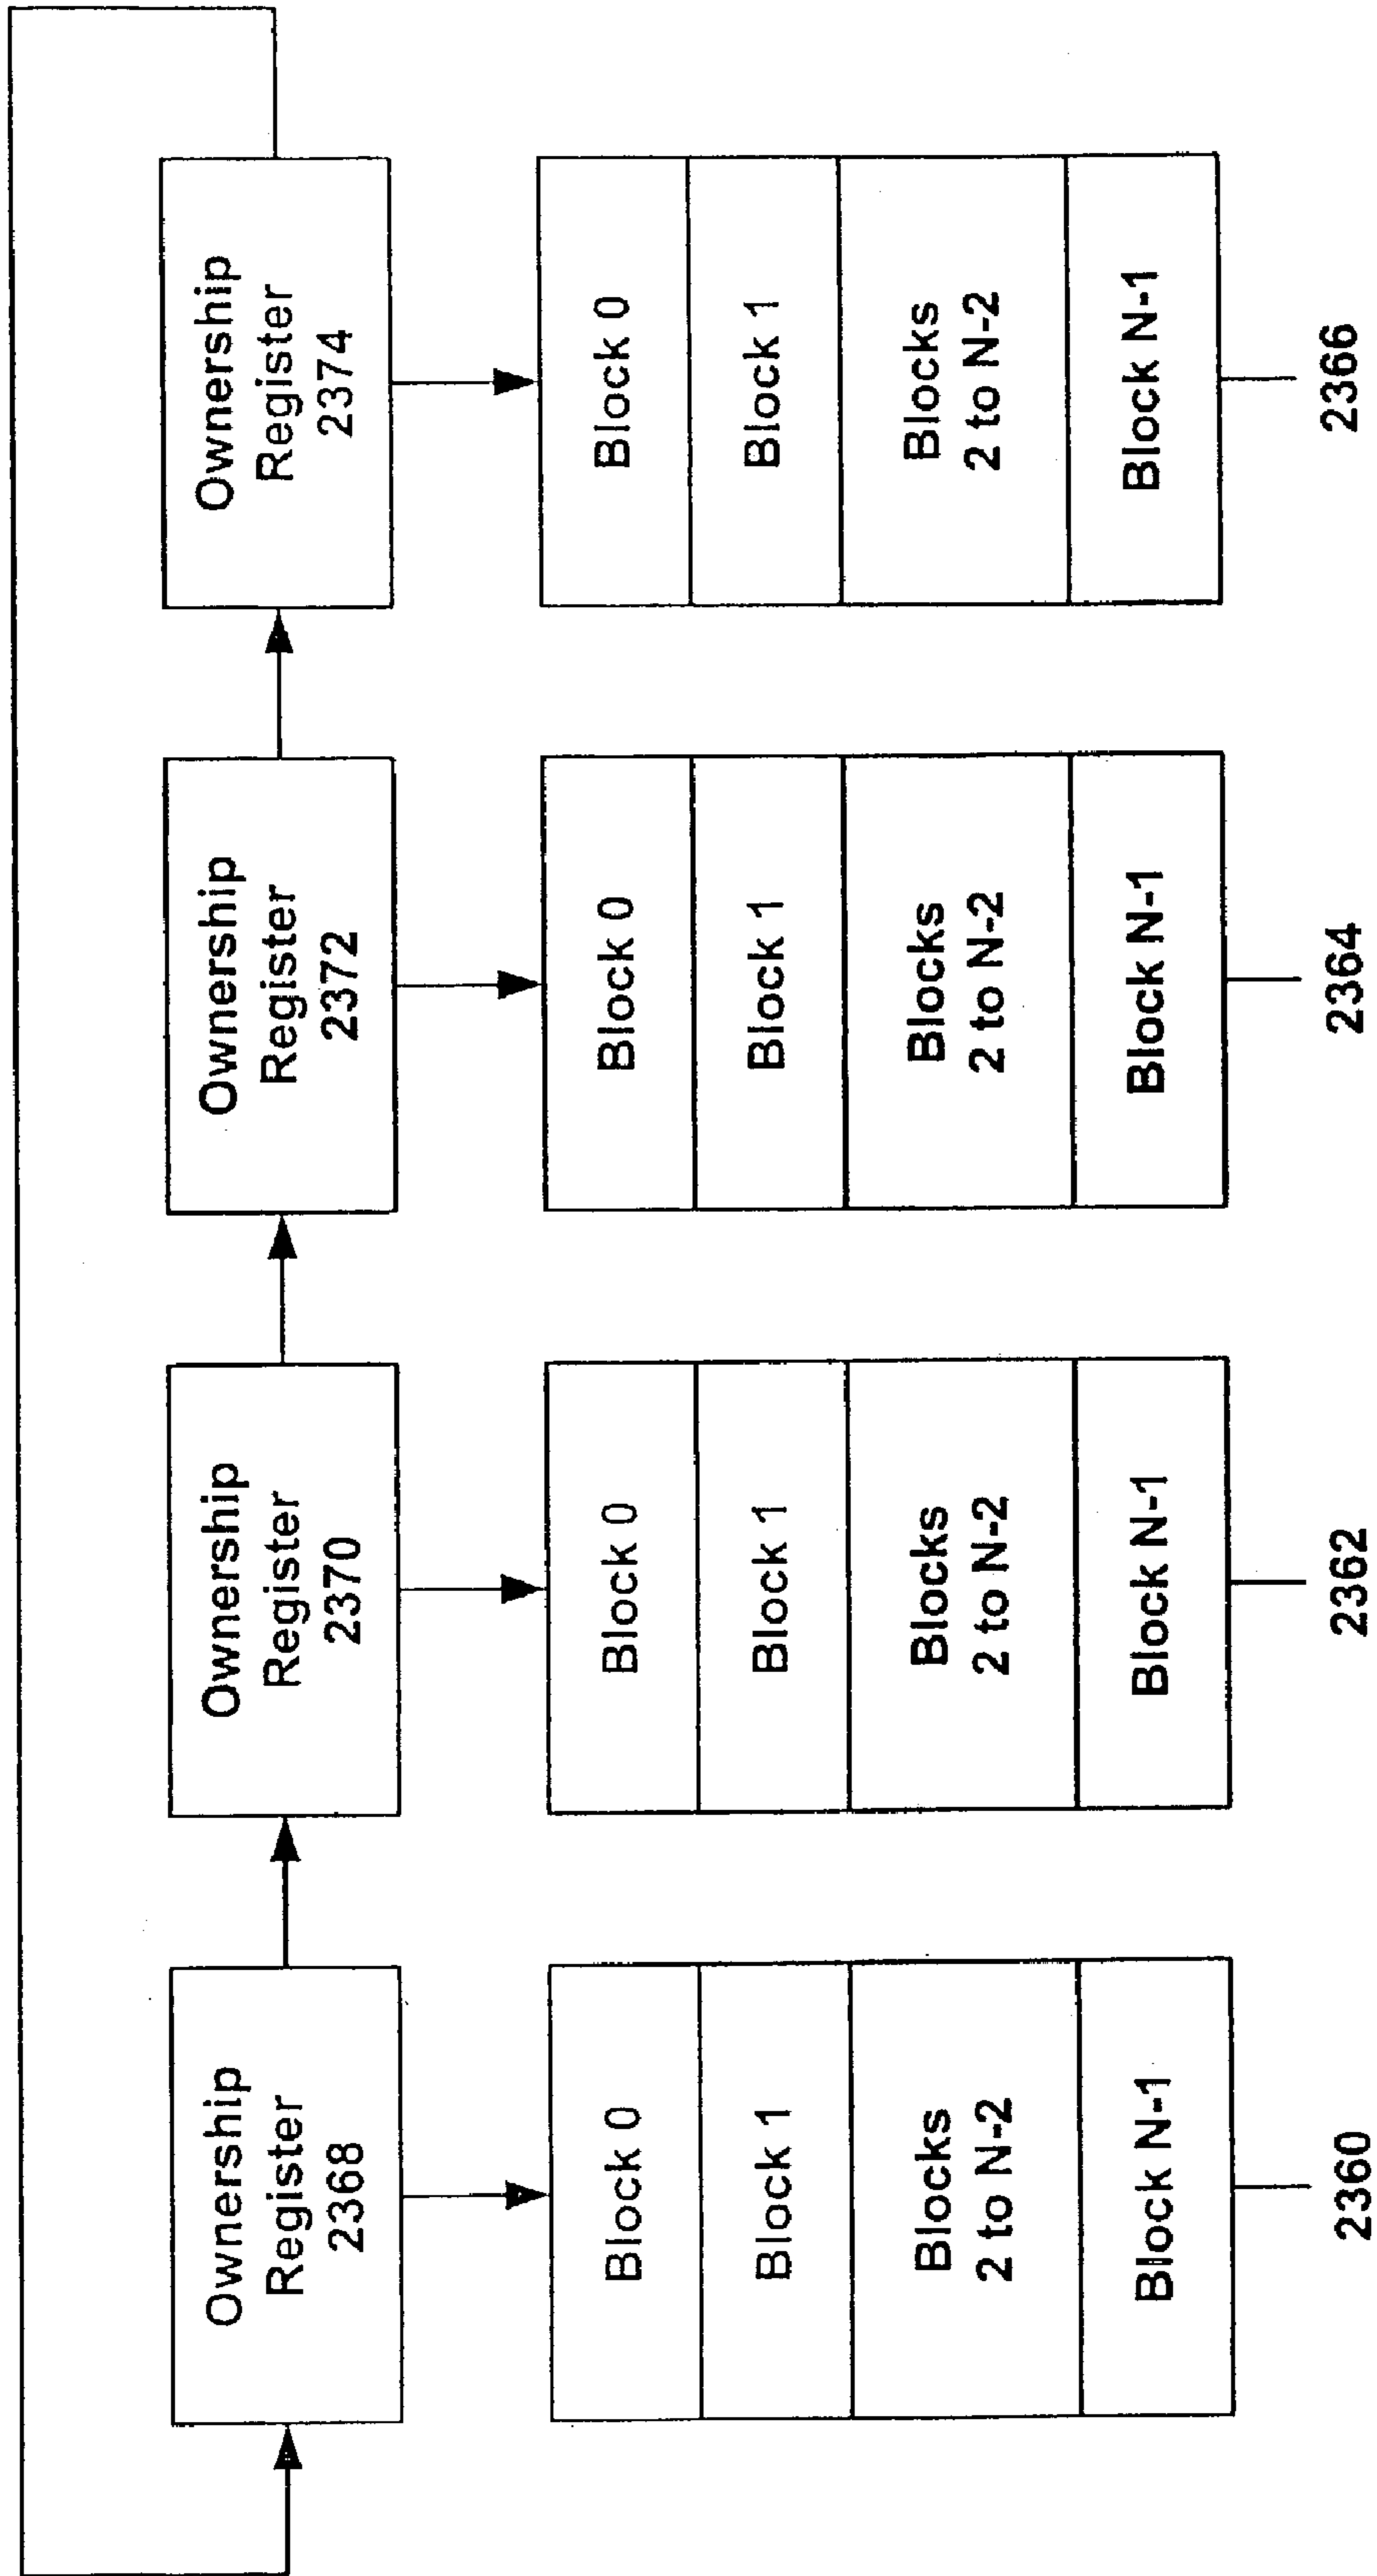 Ownership
Register
2368
Block 0
Block 1
Blocks
2 to N-2
Block N-1
2360
Ownership
Register
2370
Block 0
Block 1
Blocks
2 to N-2
Block N-1
2362
Ownership
Register
2372
Block 0
Block 1
Blocks
2 to N-2
Block N-1
2364
Ownership
Register
2374
Block 0
Block 1
Blocks
2 to N-2
Block N-1
2366